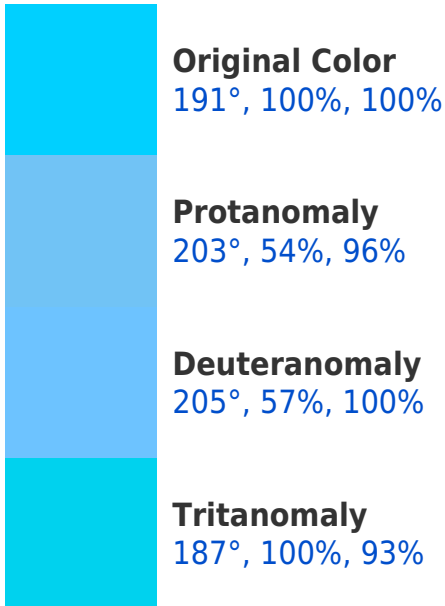 Original Color
191°, 100%, 100%
Protanomaly
203°, 54%, 96%
Deuteranomaly
205°, 57%, 100%
Tritanomaly
187°, 100%, 93%